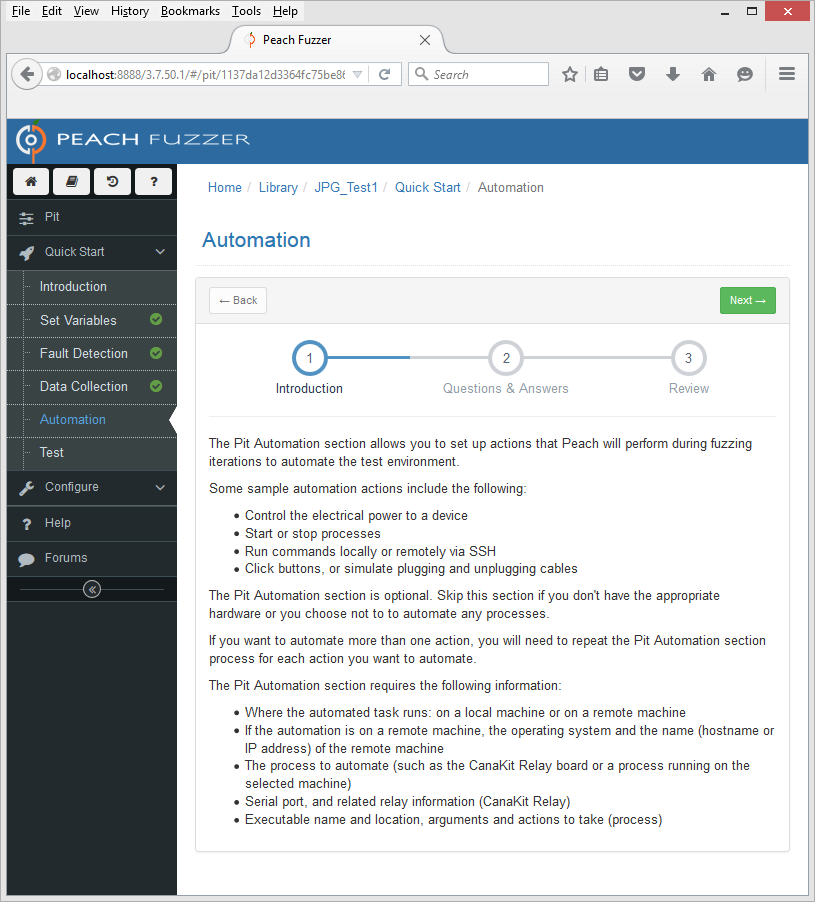 File Edit View History Bookmarks Tools Help
Peach Fuzzer
localhost:8888/3.7.50.1/#/pit/1137da12d3364fc75be86
Search
PEACH FUZZER
?
Home / Library / JPG_Test1 / Quick Start / Automation
Pit
Quick Start
Introduction
Set Variables
Fault Detection
Data Collection
Automation
Test
Configure
? Help
Forums
Automation
← Back
Next →
1 2 3
Introduction Questions & Answers Review
The Pit Automation section allows you to set up actions that Peach will perform during fuzzing
iterations to automate the test environment.
Some sample automation actions include the following:
• Control the electrical power to a device
• Start or stop processes
• Run commands locally or remotely via SSH
• Click buttons, or simulate plugging and unplugging cables
The Pit Automation section is optional. Skip this section if you don't have the appropriate
hardware or you choose not to to automate any processes.
If you want to automate more than one action, you will need to repeat the Pit Automation section
process for each action you want to automate.
The Pit Automation section requires the following information:
• Where the automated task runs: on a local machine or on a remote machine
• If the automation is on a remote machine, the operating system and the name (hostname or
IP address) of the remote machine
• The process to automate (such as the CanaKit Relay board or a process running on the
selected machine)
• Serial port, and related relay information (CanaKit Relay)
• Executable name and location, arguments and actions to take (process)